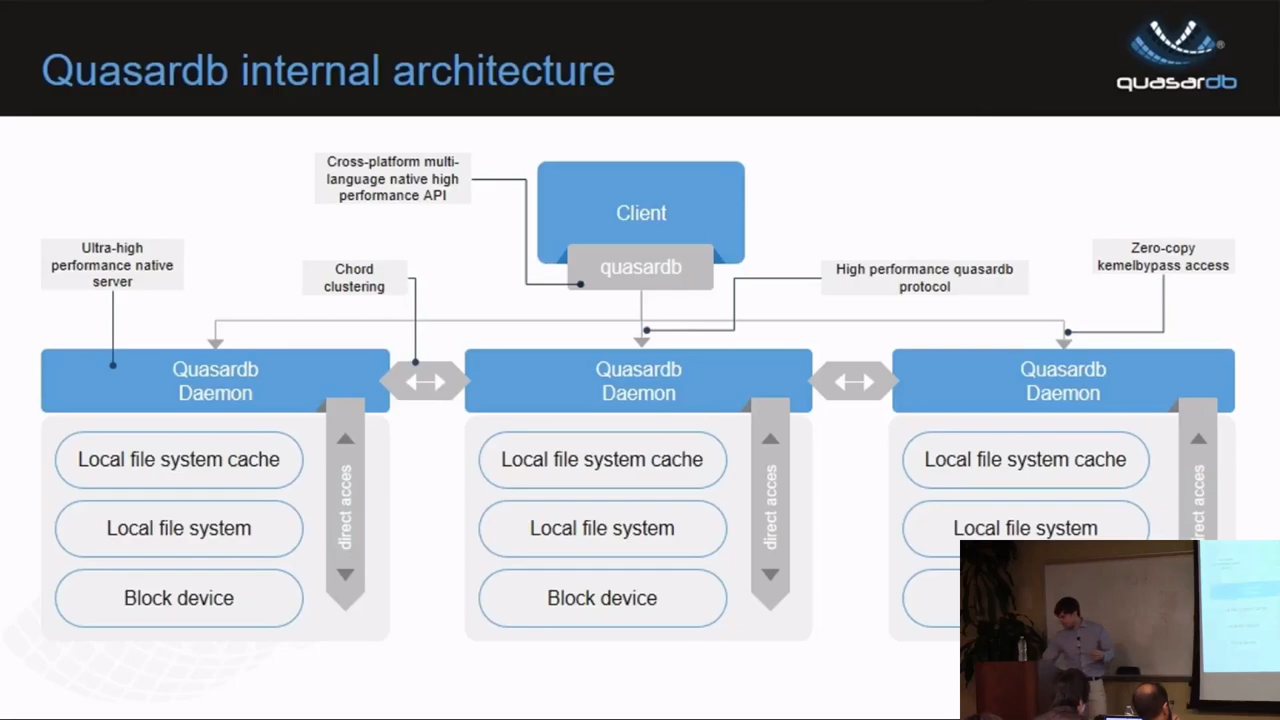 Quasardb internal architecture
quasardb
Cross-platform multi-
language native high
performance API
Client
quasardb
Ultra-high
performance native
server
Chord
clustering
High performance quasardb
protocol
Zero-copy
kernelbypass access
Quasardb
Daemon
Quasardb
Daemon
Quasardb
Daemon
Local file system cache
Local file system
Block device
direct acces
Local file system cache
Local file system
Block device
direct acces
Local file system cache
Local file system
direct acces